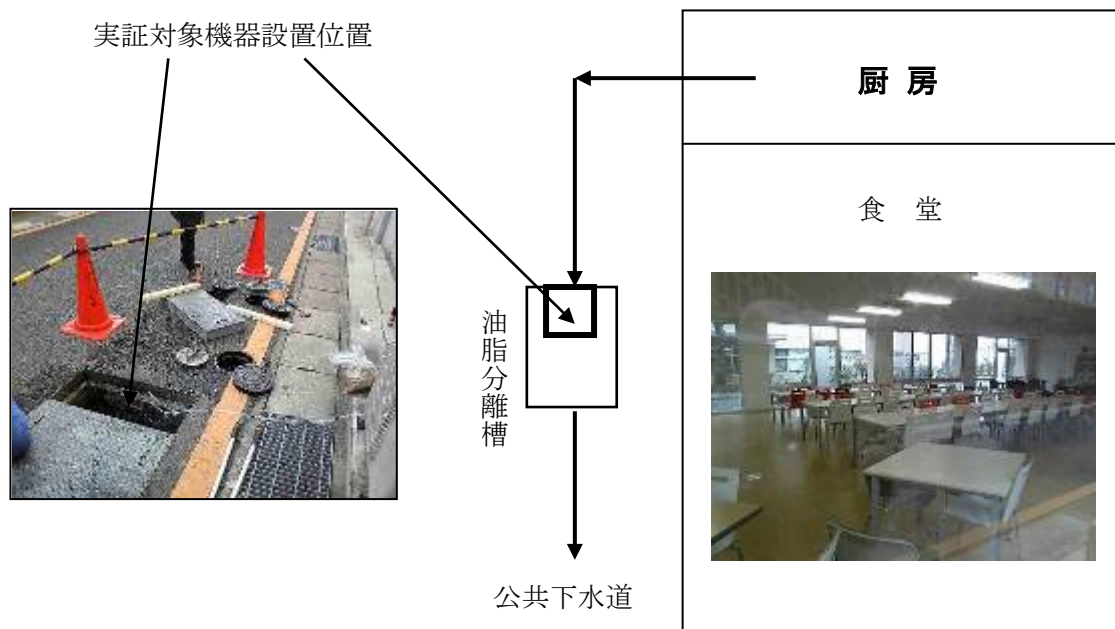 実証対象機器設置位置
厨 房
食 堂
油脂分離槽
公共下水道